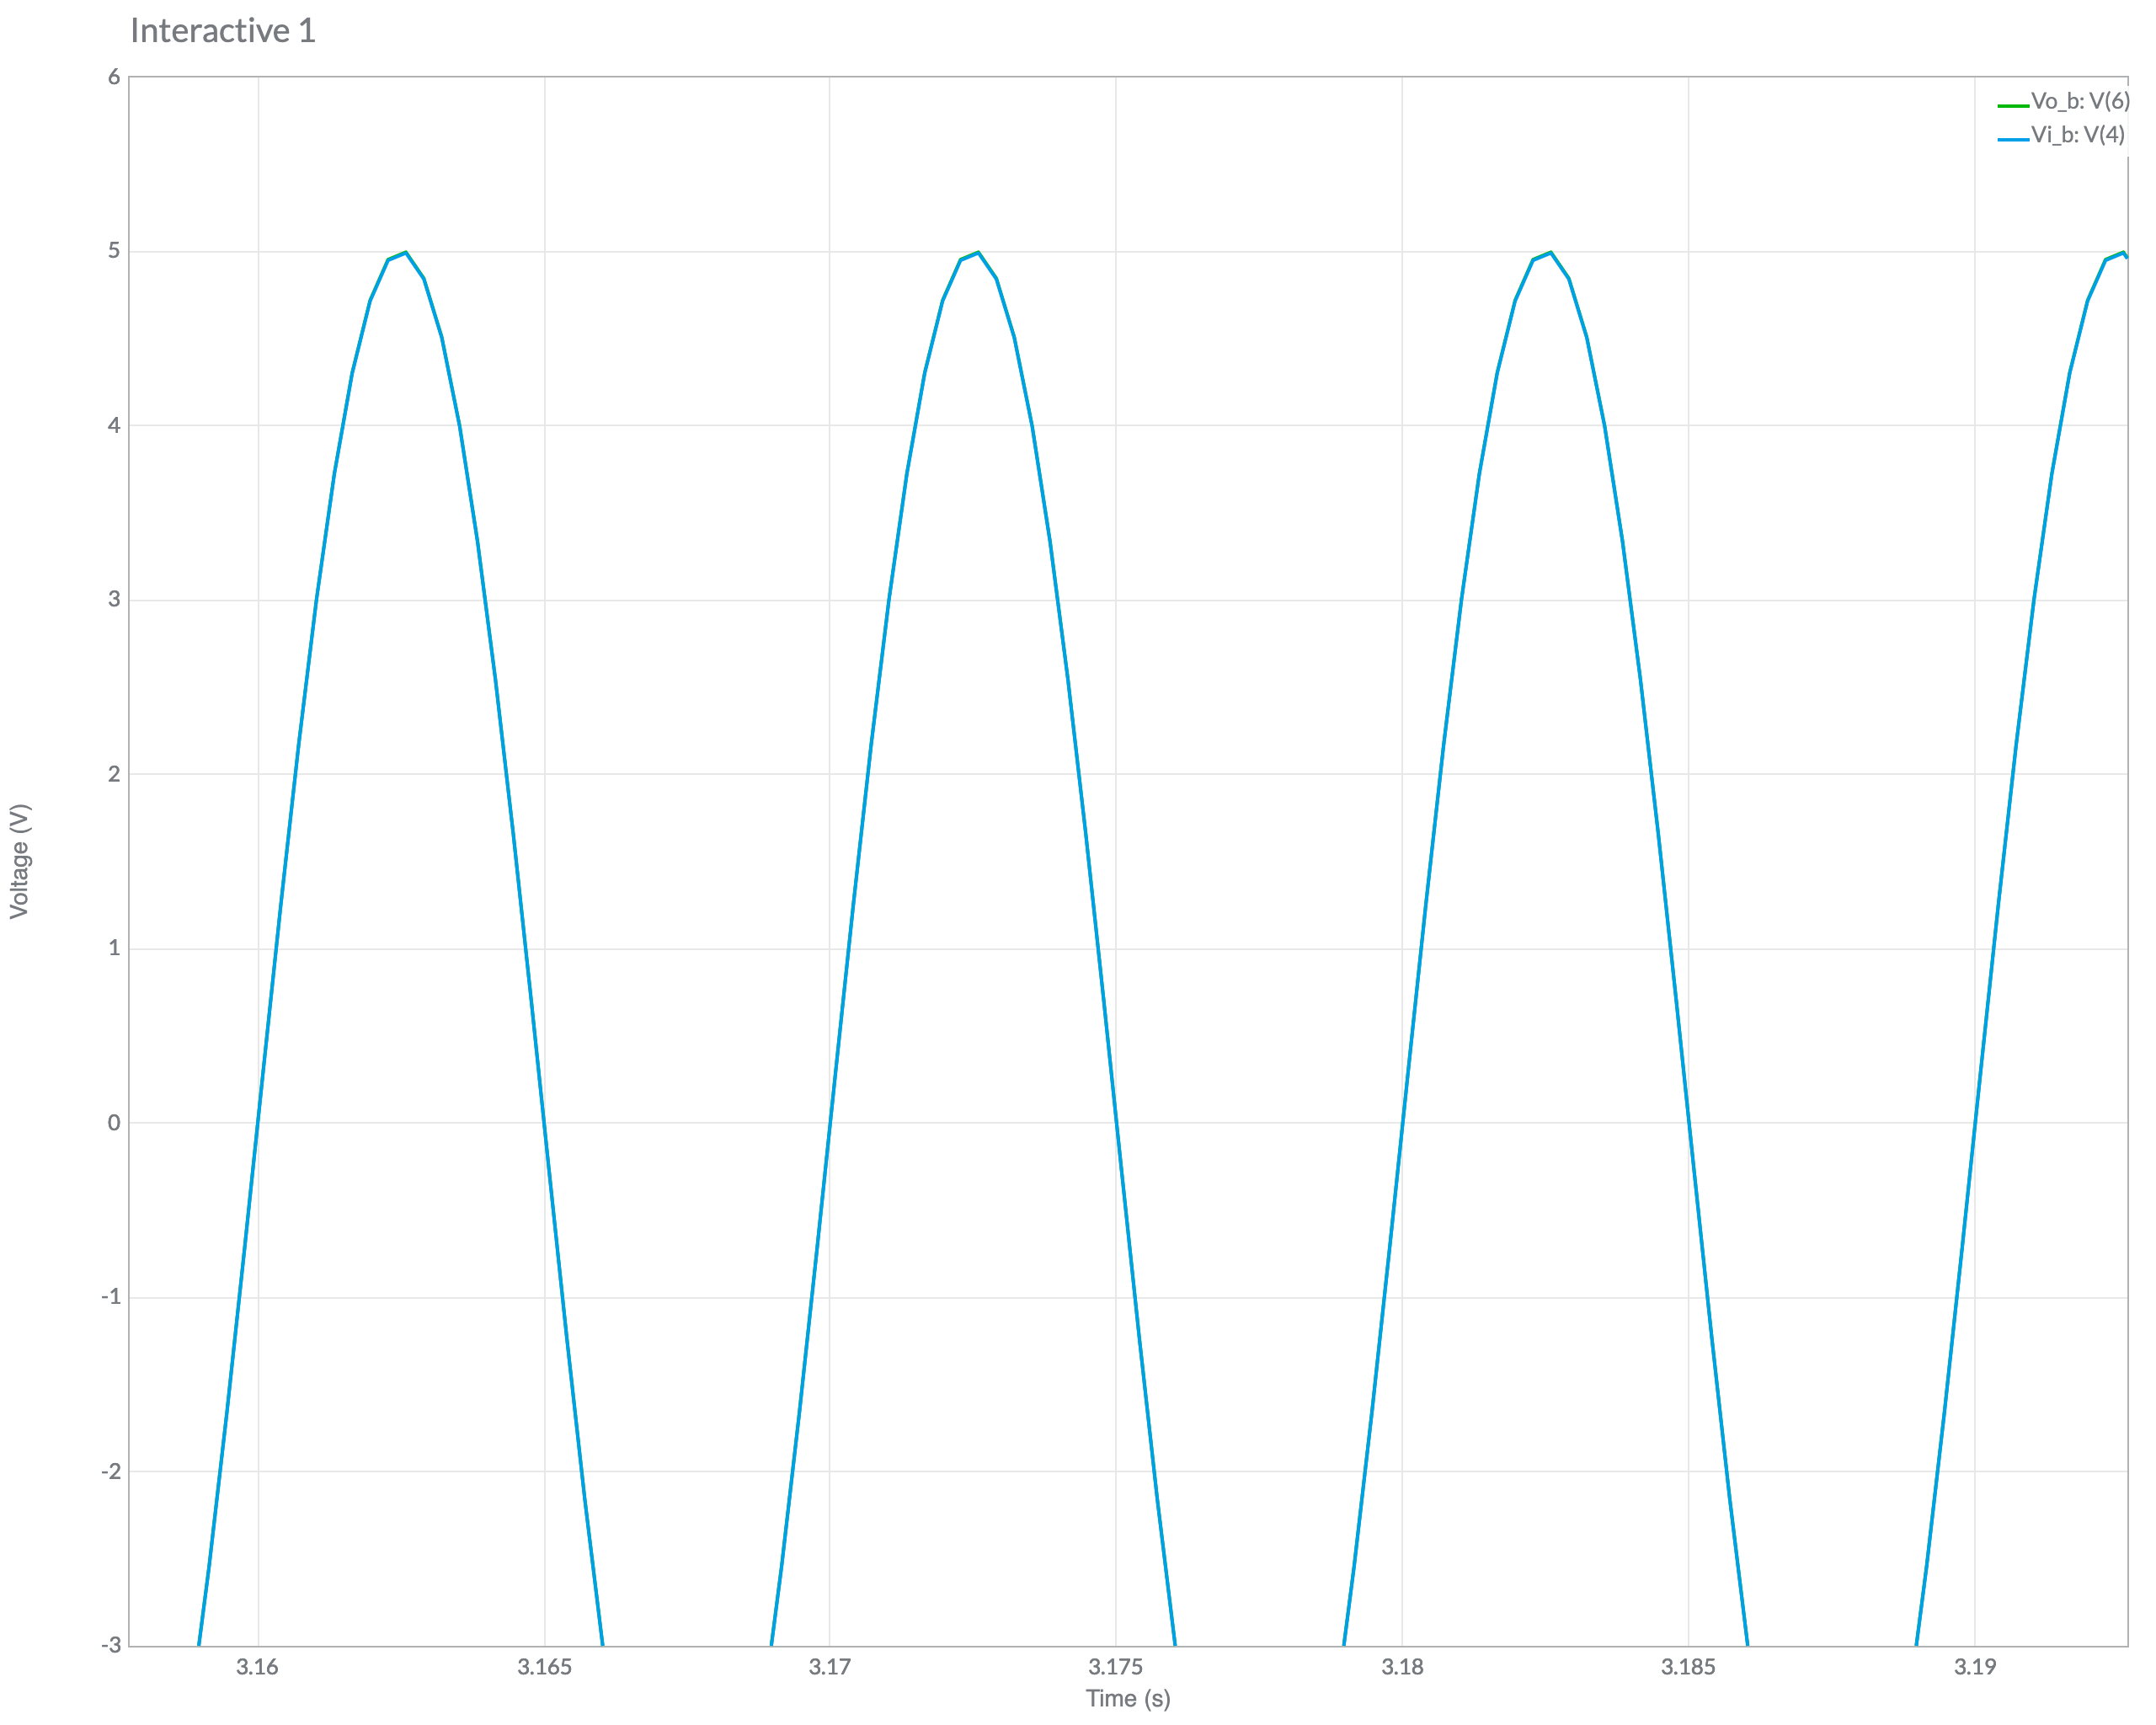 Interactive 1
6
Vo_b: V(6)
Vi_b: V(4)
5
4
3
2
1
0
-1
-2
-3
Voltage (V)
3.16 3.165 3.17 3.175 3.18 3.185 3.19
Time (s)